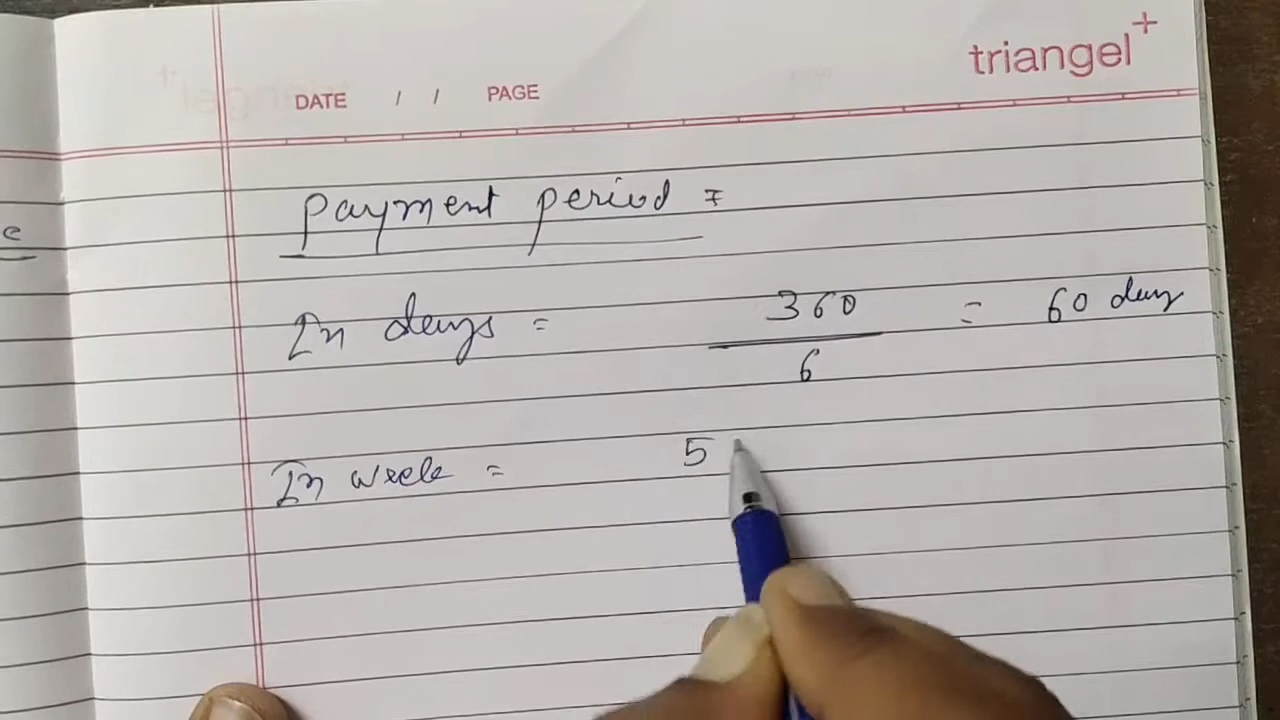 triangel+
DATE / / PAGE
payment period =
In days = 360 / 6 = 60 days
In week = 5
e